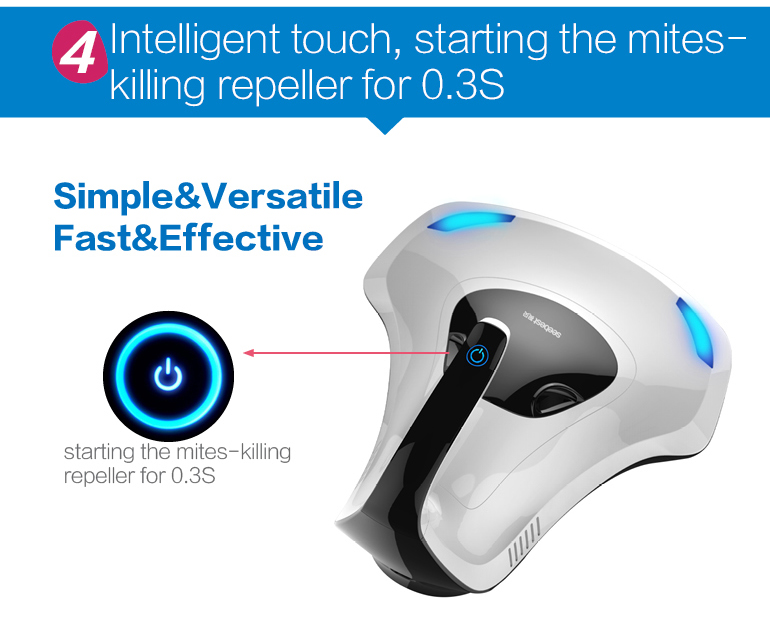 4
Intelligent touch, starting the mites-
killing repeller for 0.3S
Simple&Versatile
Fast&Effective
seebest
starting the mites-killing
repeller for 0.3S